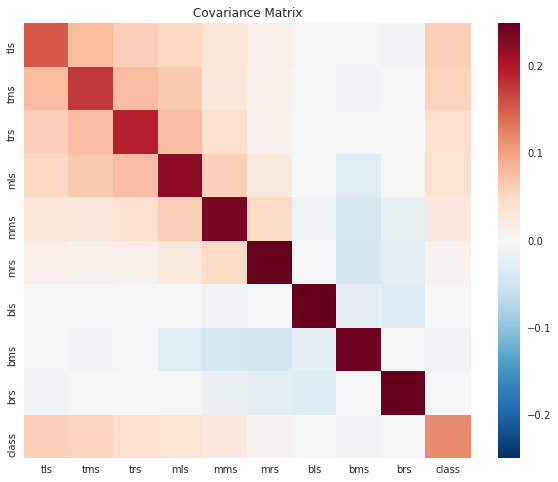 Covariance Matrix
tls
tms
trs
mls
mms
mrs
bls
bms
brs
class
tls tms trs mls mms mrs bls bms brs class
0.2
0.1
0.0
−0.1
−0.2